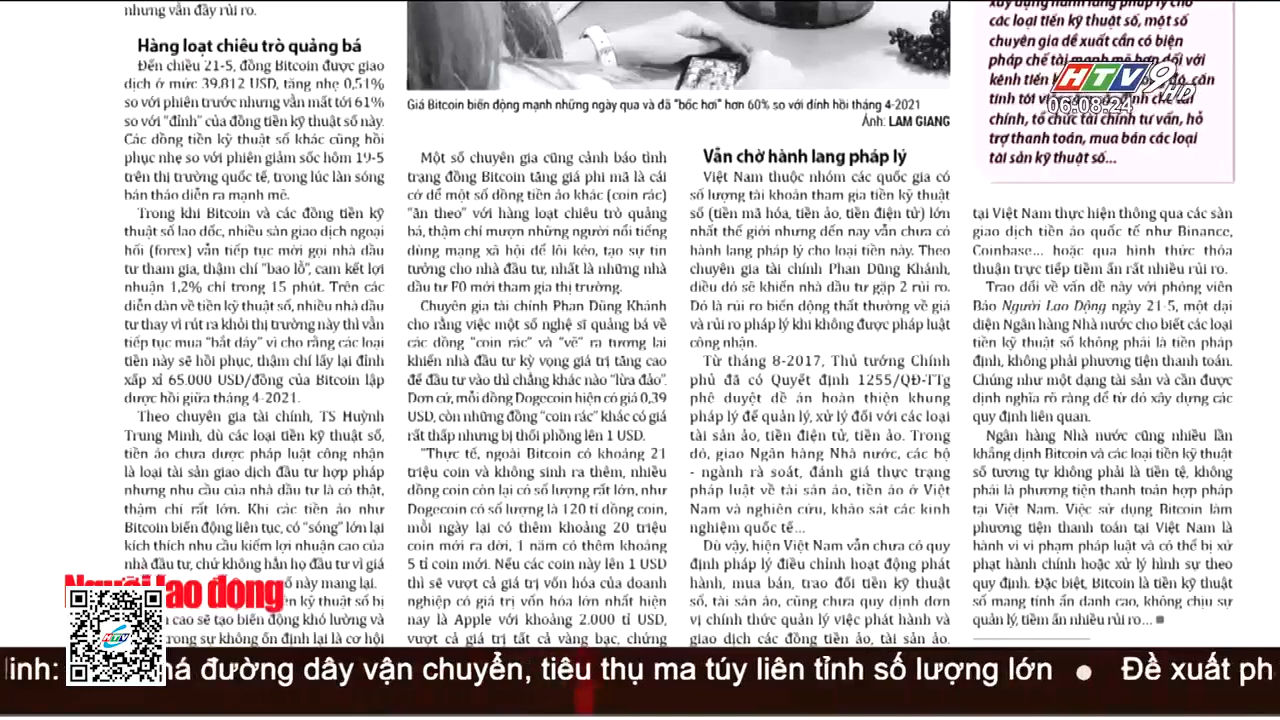 nhưng vẫn đầy rủi ro.
Hàng loạt chiêu trò quảng bá
Đến chiều 21-5, đồng Bitcoin được giao
dịch ở mức 39.812 USD, tăng nhẹ 0,51%
so với phiên trước nhưng vẫn mất tới 61%
so với "đỉnh" của đồng tiền kỹ thuật số này.
Các đồng tiền kỹ thuật số khác cũng hồi
phục nhẹ so với phiên giảm sốc hôm 19-5
trên thị trường quốc tế, trong lúc làn sóng
bán tháo diễn ra mạnh mẽ.
Trong khi Bitcoin và các đồng tiền kỹ
thuật số lao dốc, nhiều sàn giao dịch ngoại
hối (forex) vẫn tiếp tục mời gọi nhà đầu
tư tham gia, thậm chí "bao lỗ", cam kết lợi
nhuận 1,2% chỉ trong 15 phút. Trên các
diễn đàn về tiền kỹ thuật số, nhiều nhà đầu
tư thay vì rút ra khỏi thị trường này thì vẫn
tiếp tục mua "bắt đáy" vì cho rằng các loại
tiền này sẽ hồi phục, thậm chí lấy lại đỉnh
xấp xỉ 65.000 USD/đồng của Bitcoin lập
được hồi giữa tháng 4-2021.
Theo chuyên gia tài chính, TS Huỳnh
Trung Minh, dù các loại tiền kỹ thuật số,
tiền ảo chưa được pháp luật công nhận
là loại tài sản giao dịch đầu tư hợp pháp
nhưng nhu cầu của nhà đầu tư là có thật,
thậm chí rất lớn. Khi các tiền ảo như
Bitcoin biến động liên tục, có "sóng" lớn lại
kích thích nhu cầu kiếm lợi nhuận cao của
nhà đầu tư, chứ không hẳn họ đầu tư vì giá
ố này mang lại.
n kỹ thuật số bị
cao sẽ tạo biến động khó lường và
trong sự không ổn định lại là cơ hội
Giá Bitcoin biến động mạnh những ngày qua và đã "bốc hơi" hơn 60% so với đỉnh hồi tháng 4-2021
Ảnh: LAM GIANG
Một số chuyên gia cũng cảnh báo tình
trạng đồng Bitcoin tăng giá phi mã là cái
cớ để một số đồng tiền ảo khác (coin rác)
"ăn theo" với hàng loạt chiêu trò quảng
bá, thậm chí mượn những người nổi tiếng
dùng mạng xã hội để lôi kéo, tạo sự tin
tưởng cho nhà đầu tư, nhất là những nhà
đầu tư F0 mới tham gia thị trường.
Chuyên gia tài chính Phan Dũng Khánh
cho rằng việc một số nghệ sĩ quảng bá về
các đồng "coin rác" và "vẽ" ra tương lai
khiến nhà đầu tư kỳ vọng giá trị tăng cao
để đầu tư vào thì chẳng khác nào "lừa đảo".
Đơn cử, mỗi đồng Dogecoin hiện có giá 0,39
USD, còn những đồng "coin rác" khác có giá
rất thấp nhưng bị thổi phồng lên 1 USD.
"Thực tế, ngoài Bitcoin có khoảng 21
triệu coin và không sinh ra thêm, nhiều
đồng coin còn lại có số lượng rất lớn, như
Dogecoin có số lượng là 120 tỉ đồng coin,
mỗi ngày lại có thêm khoảng 20 triệu
coin mới ra đời, 1 năm có thêm khoảng
5 tỉ coin mới. Nếu các coin này lên 1 USD
thì sẽ vượt cả giá trị vốn hóa của doanh
nghiệp có giá trị vốn hóa lớn nhất hiện
nay là Apple với khoảng 2.000 tỉ USD,
vượt cả giá trị tất cả vàng bạc, chứng
Vẫn chờ hành lang pháp lý
Việt Nam thuộc nhóm các quốc gia có
số lượng tài khoản tham gia tiền kỹ thuật
số (tiền mã hóa, tiền ảo, tiền điện tử) lớn
nhất thế giới nhưng đến nay vẫn chưa có
hành lang pháp lý cho loại tiền này. Theo
chuyên gia tài chính Phan Dũng Khánh,
điều đó sẽ khiến nhà đầu tư gặp 2 rủi ro.
Đó là rủi ro biến động thất thường về giá
và rủi ro pháp lý khi không được pháp luật
công nhận.
Từ tháng 8-2017, Thủ tướng Chính
phủ đã có Quyết định 1255/QĐ-TTg
phê duyệt đề án hoàn thiện khung
pháp lý để quản lý, xử lý đối với các loại
tài sản ảo, tiền điện tử, tiền ảo. Trong
đó, giao Ngân hàng Nhà nước, các bộ
- ngành rà soát, đánh giá thực trạng
pháp luật về tài sản ảo, tiền ảo ở Việt
Nam và nghiên cứu, khảo sát các kinh
nghiệm quốc tế...
Dù vậy, hiện Việt Nam vẫn chưa có quy
định pháp lý điều chỉnh hoạt động phát
hành, mua bán, trao đổi tiền kỹ thuật
số, tài sản ảo, cũng chưa quy định đơn
vị chính thức quản lý việc phát hành và
giao dịch các đồng tiền ảo, tài sản ảo.
xây dựng hành lang pháp lý cho
các loại tiền kỹ thuật số, một số
chuyên gia đề xuất cần có biện
pháp chế tài mạnh mẽ hơn đối với
kênh tiền đó, cần
tính tới vi chế tài
chính, tổ chức tài chính tư vấn, hỗ
trợ thanh toán, mua bán các loại
tài sản kỹ thuật số...
tại Việt Nam thực hiện thông qua các sàn
giao dịch tiền ảo quốc tế như Binance,
Coinbase... hoặc qua hình thức thỏa
thuận trực tiếp tiềm ẩn rất nhiều rủi ro.
Trao đổi về vấn đề này với phóng viên
Báo Người Lao Động ngày 21-5, một đại
diện Ngân hàng Nhà nước cho biết các loại
tiền kỹ thuật số không phải là tiền pháp
định, không phải phương tiện thanh toán.
Chúng như một dạng tài sản và cần được
định nghĩa rõ ràng để từ đó xây dựng các
quy định liên quan.
Ngân hàng Nhà nước cũng nhiều lần
khẳng định Bitcoin và các loại tiền kỹ thuật
số tương tự không phải là tiền tệ, không
phải là phương tiện thanh toán hợp pháp
tại Việt Nam. Việc sử dụng Bitcoin làm
phương tiện thanh toán tại Việt Nam là
hành vi vi phạm pháp luật và có thể bị xử
phạt hành chính hoặc xử lý hình sự theo
quy định. Đặc biệt, Bitcoin là tiền kỹ thuật
số mang tính ẩn danh cao, không chịu sự
quản lý, tiềm ẩn nhiều rủi ro...
HTV9 HD
06:08:24
Người lao động
HTV
linh: há đường dây vận chuyển, tiêu thụ ma túy liên tỉnh số lượng lớn ● Đề xuất ph